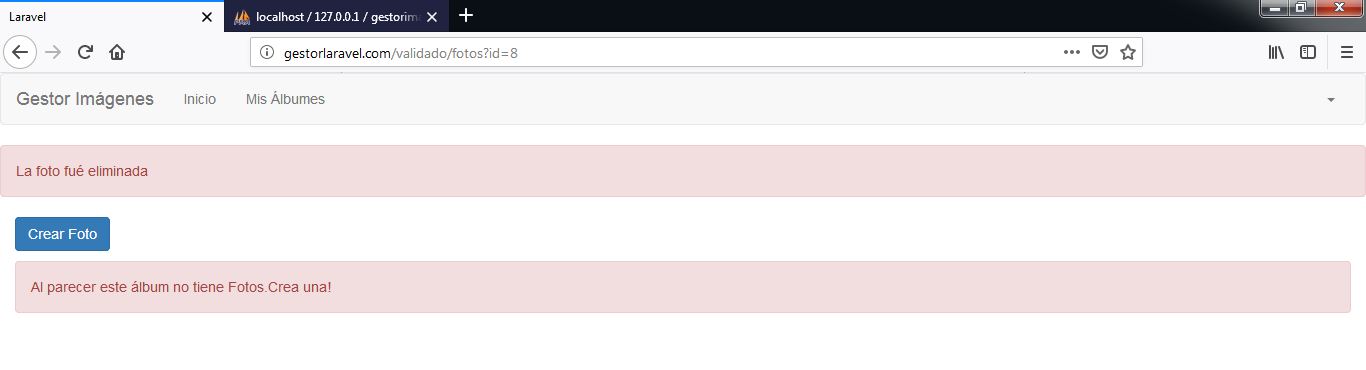 Laravel
localhost / 127.0.0.1 / gestorim
gestorlaravel.com/validado/fotos?id=8
Gestor Imágenes Inicio Mis Álbumes
La foto fué eliminada
Crear Foto
Al parecer este álbum no tiene Fotos.Crea una!